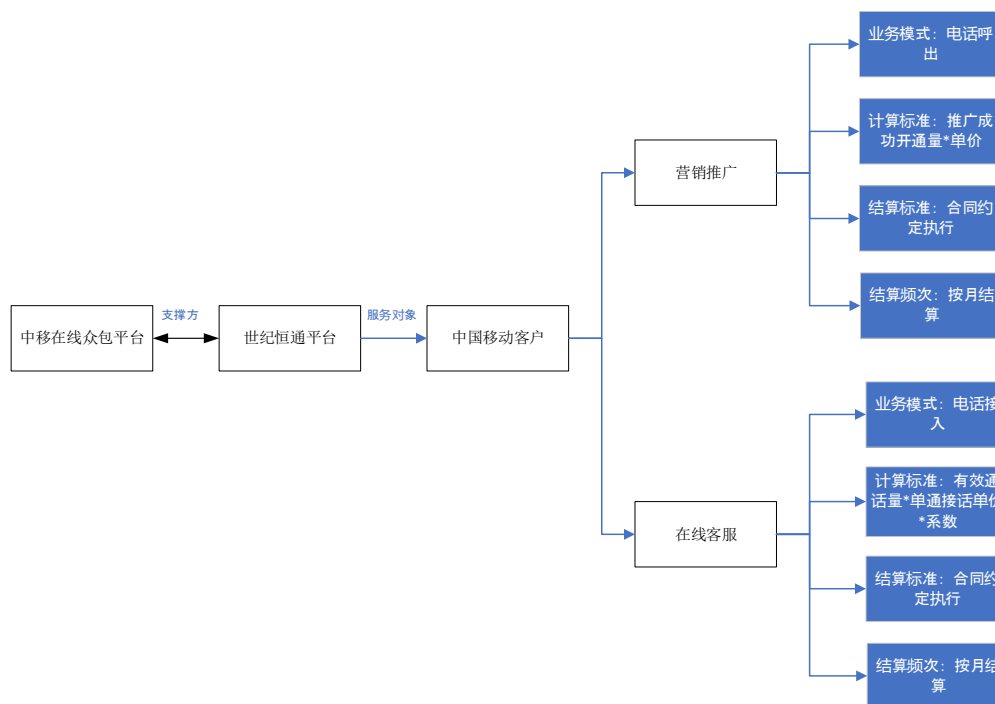 业务模式：电话呼
出
计算标准：推广成
功开通量*单价
营销推广
结算标准：合同约
定执行
结算频次：按月结
算
支撑方
服务对象
中移在线众包平台
世纪恒通平台
中国移动客户
业务模式：电话接
入
计算标准：有效通
话量*单通接话单价
*系数
在线客服
结算标准：合同约
定执行
结算频次：按月结
算